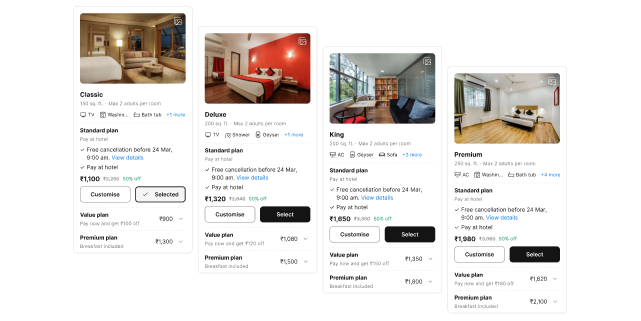 Classic
150 sq. ft. · Max 2 adults per room
TV Washin... Bath tub +1 more
Standard plan
Pay at hotel
Free cancellation before 24 Mar,
9:00 am. View details
Pay at hotel
₹1,100 ₹2,200 50% off
Customise Selected
Value plan
Pay now and get ₹100 off
₹900
Premium plan
Breakfast included
₹1,300
Deluxe
200 sq. ft. · Max 2 adults per room
TV Shower Geyser +1 more
Standard plan
Pay at hotel
Free cancellation before 24 Mar,
9:00 am. View details
Pay at hotel
₹1,320 ₹2,640 50% off
Customise Select
Value plan
Pay now and get ₹120 off
₹1,080
Premium plan
Breakfast included
₹1,500
King
200 sq. ft. · Max 2 adults per room
AC Geyser Sofa +3 more
Standard plan
Pay at hotel
Free cancellation before 24 Mar,
9:00 am. View details
Pay at hotel
₹1,650 ₹3,300 50% off
Customise Select
Value plan
Pay now and get ₹150 off
₹1,350
Premium plan
Breakfast included
₹1,800
Premium
250 sq. ft. · Max 2 adults per room
AC Washin... Bath tub +4 more
Standard plan
Pay at hotel
Free cancellation before 24 Mar,
9:00 am. View details
Pay at hotel
₹1,980 ₹3,960 50% off
Customise Select
Value plan
Pay now and get ₹180 off
₹1,620
Premium plan
Breakfast included
₹2,100